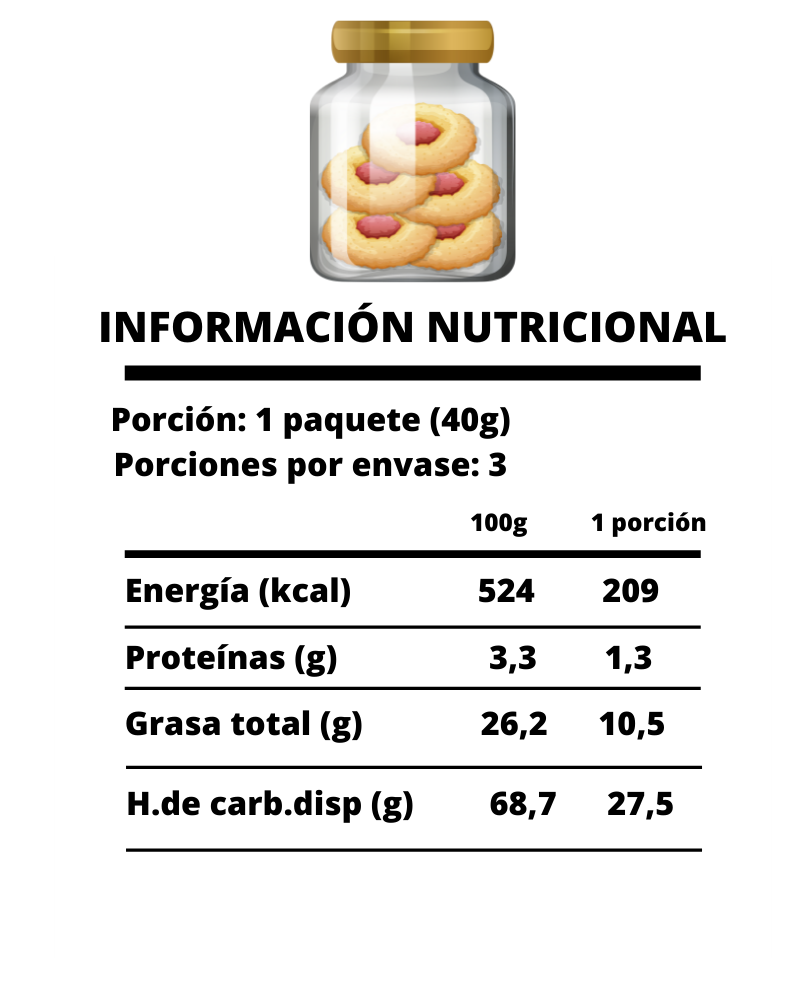 INFORMACIÓN NUTRICIONAL
Porción: 1 paquete (40g)
Porciones por envase: 3
100g 1 porción
Energía (kcal) 524 209
Proteínas (g) 3,3 1,3
Grasa total (g) 26,2 10,5
H.de carb.disp (g) 68,7 27,5